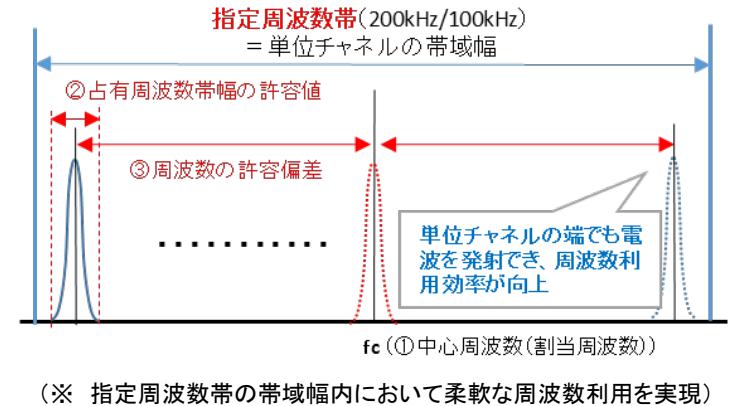 指定周波数帯(200kHz/100kHz)
＝単位チャネルの帯域幅
②占有周波数帯幅の許容値
③周波数の許容偏差
単位チャネルの端でも電
波を発射でき、周波数利
用効率が向上
fc（①中心周波数(割当周波数)）
（※　指定周波数帯の帯域幅内において柔軟な周波数利用を実現）